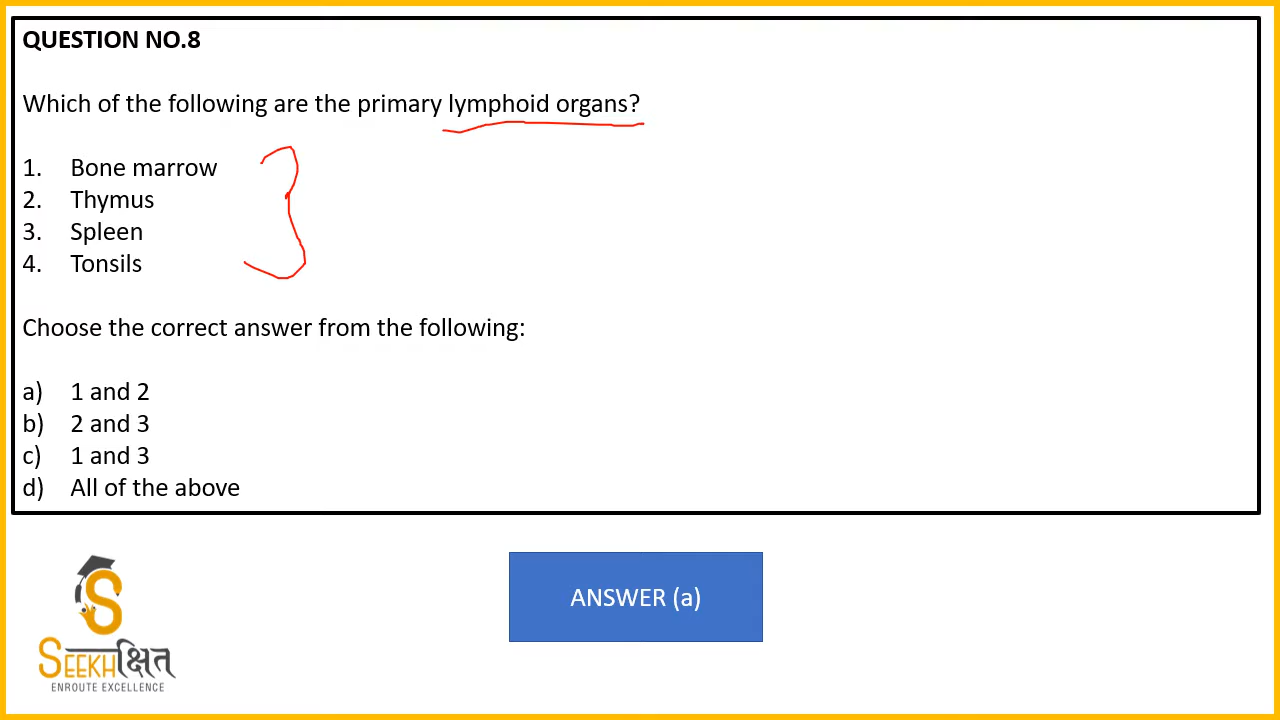 QUESTION NO.8
Which of the following are the primary lymphoid organs?
1. Bone marrow
2. Thymus
3. Spleen
4. Tonsils
Choose the correct answer from the following:
a) 1 and 2
b) 2 and 3
c) 1 and 3
d) All of the above
ANSWER (a)
S
SEEKHक्षित
ENROUTE EXCELLENCE